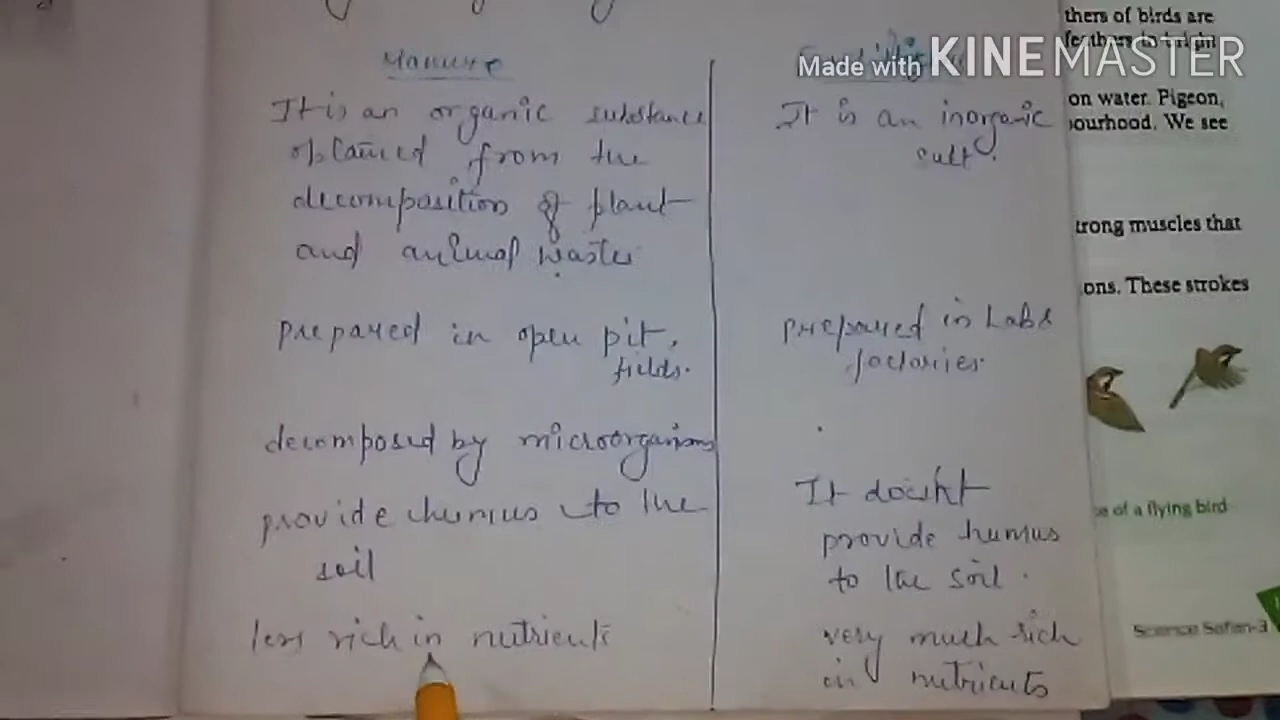 Manure
It is an organic substance
obtained from the
decomposition of plant
and animal waste
prepared in open pit,
fields.
decomposed by microorganisms
provide humus to the
soil
less rich in nutrients
Made with KINEMASTER
It is an inorganic
salt.
prepared in Labs
factories.
It doesn't
provide humus
to the soil.
very much rich
in nutrients
thers of birds are
on water. Pigeon,
ourhood. We see
trong muscles that
ons. These strokes
e of a flying bird
Science Safari-3